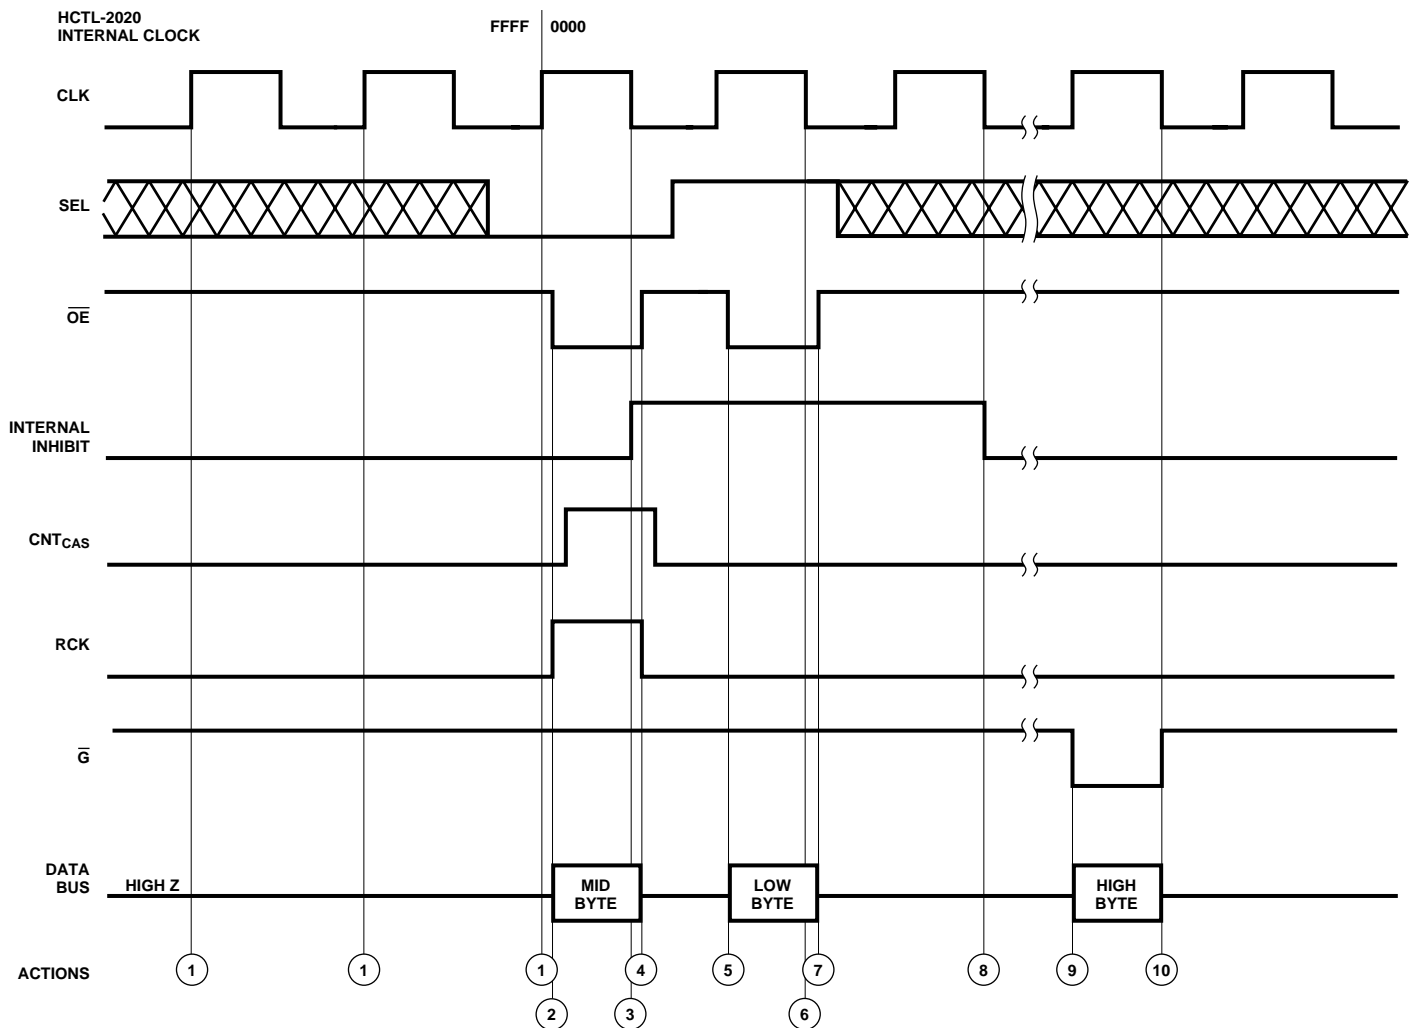 HCTL-2020
INTERNAL CLOCK
FFFF 0000
CLK
SEL
OE
INTERNAL
INHIBIT
CNTCAS
RCK
G
DATA
BUS
HIGH Z
MID
BYTE
LOW
BYTE
HIGH
BYTE
ACTIONS
1 1 1 4 5 7 8 9 10
2 3 6